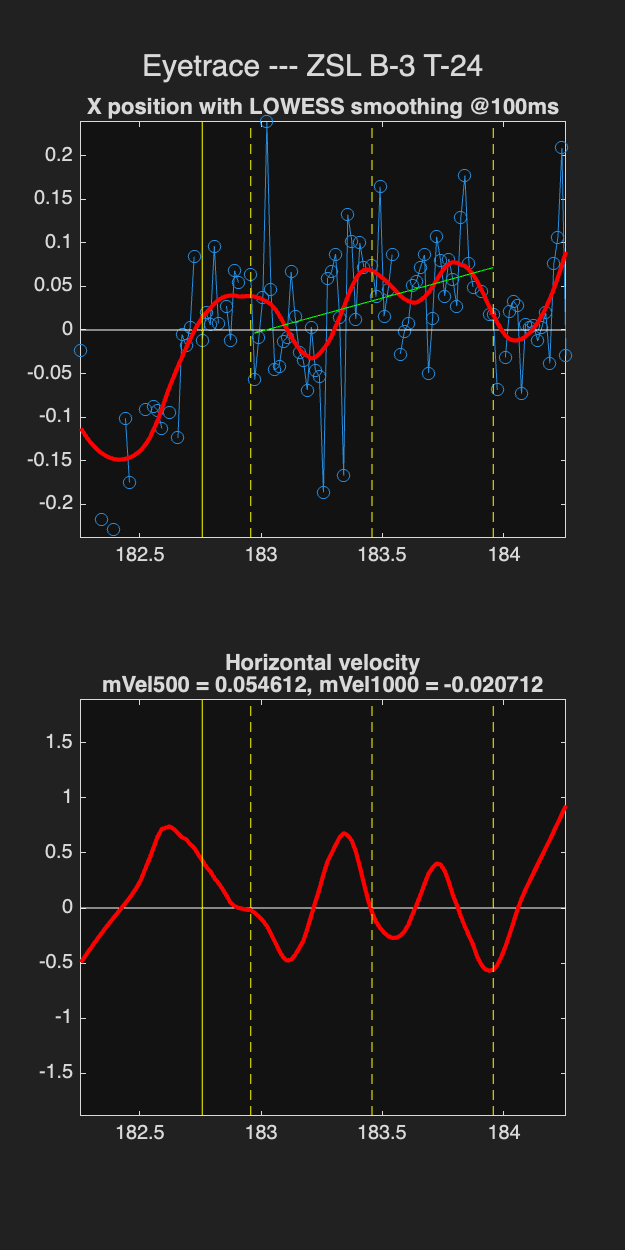 Eyetrace --- ZSL B-3 T-24
X position with LOWESS smoothing @100ms
0.2
0.15
0.1
0.05
0
-0.05
-0.1
-0.15
-0.2
182.5 183 183.5 184
Horizontal velocity
mVel500 = 0.054612, mVel1000 = -0.020712
1.5
1
0.5
0
-0.5
-1
-1.5
182.5 183 183.5 184